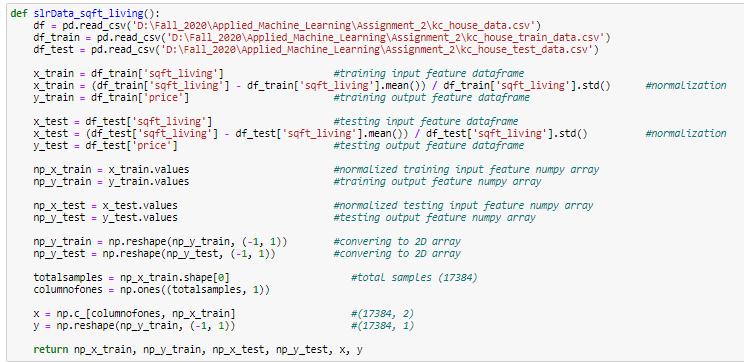 def slrData_sqft_living():
df = pd.read_csv('D:\Fall_2020\Applied_Machine_Learning\Assignment_2\kc_house_data.csv')
df_train = pd.read_csv('D:\Fall_2020\Applied_Machine_Learning\Assignment_2\kc_house_train_data.csv')
df_test = pd.read_csv('D:\Fall_2020\Applied_Machine_Learning\Assignment_2\kc_house_test_data.csv')
x_train = df_train['sqft_living'] #training input feature dataframe
x_train = (df_train['sqft_living'] - df_train['sqft_living'].mean()) / df_train['sqft_living'].std() #normalization
y_train = df_train['price'] #training output feature dataframe
x_test = df_test['sqft_living'] #testing input feature dataframe
x_test = (df_test['sqft_living'] - df_test['sqft_living'].mean()) / df_test['sqft_living'].std() #normalization
y_test = df_test['price'] #testing output feature dataframe
np_x_train = x_train.values #normalized training input feature numpy array
np_y_train = y_train.values #training output feature numpy array
np_x_test = x_test.values #normalized testing input feature numpy array
np_y_test = y_test.values #testing output feature numpy array
np_y_train = np.reshape(np_y_train, (-1, 1)) #convering to 2D array
np_y_test = np.reshape(np_y_test, (-1, 1)) #convering to 2D array
totalsamples = np_x_train.shape[0] #total samples (17384)
columnofones = np.ones((totalsamples, 1))
x = np.c_[columnofones, np_x_train] #(17384, 2)
y = np.reshape(np_y_train, (-1, 1)) #(17384, 1)
return np_x_train, np_y_train, np_x_test, np_y_test, x, y